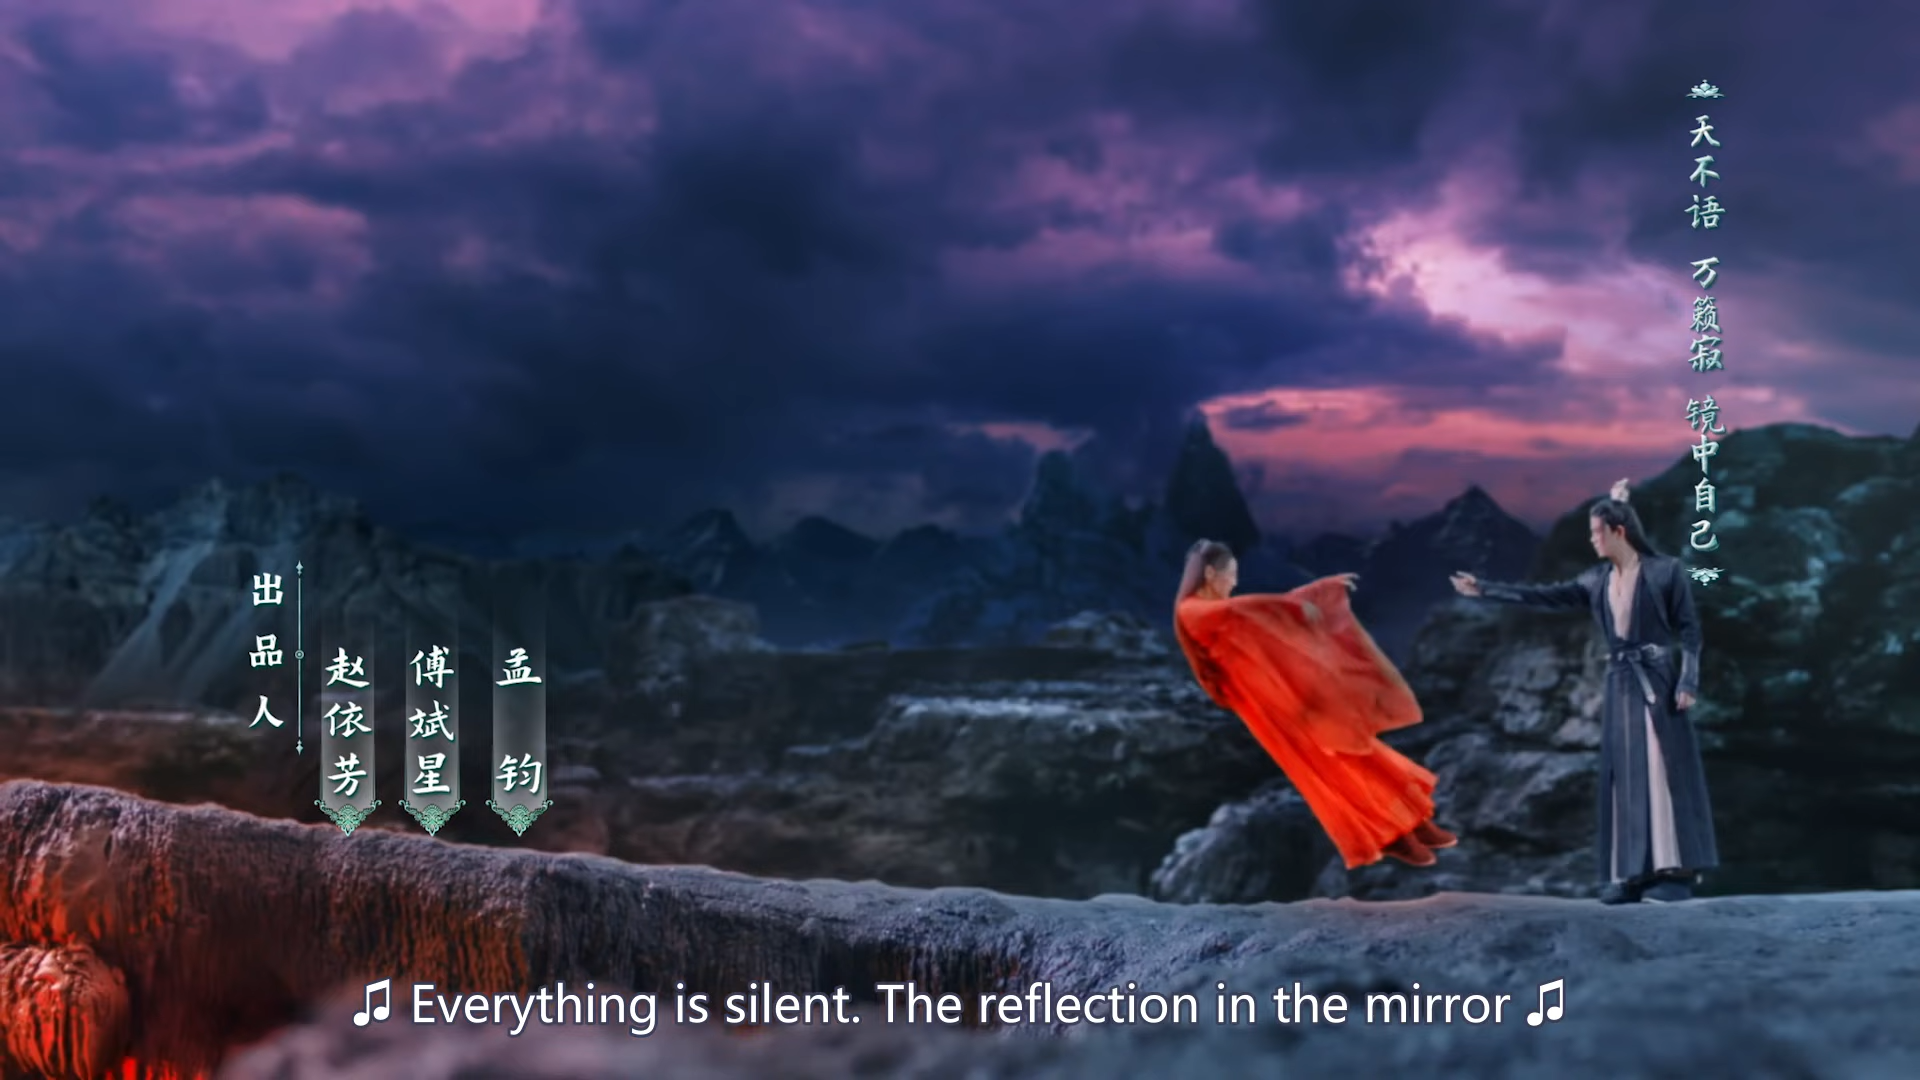 天不语 万籁寂 镜中自己
出品人
赵依芳
傅斌星
孟钧
♫ Everything is silent. The reflection in the mirror ♫